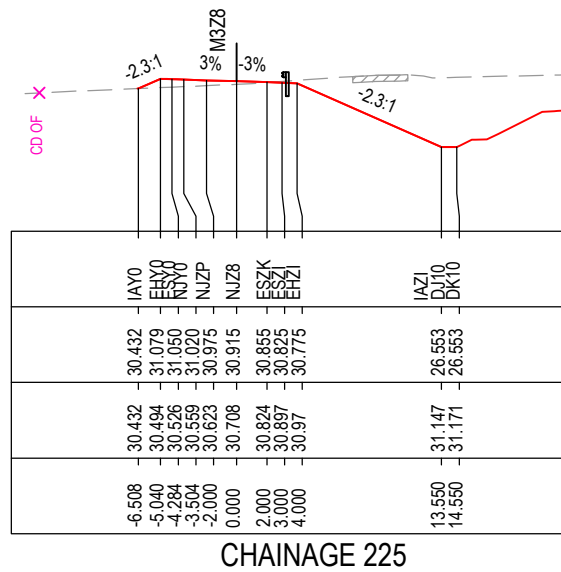 M3Z8
-2.3:1
3%
-3%
-2.3:1
CD OF
IAY0
EHY0
ESY0
NJY0
NJZP
NJZ8
ESZK
ESZI
EHZI
IAZI
DJ10
DK10
30.432
31.079
31.050
31.020
30.975
30.915
30.855
30.825
30.775
26.553
26.553
30.432
30.494
30.526
30.559
30.623
30.708
30.824
30.897
30.97
31.147
31.171
-6.508
-5.040
-4.284
-3.504
-2.000
0.000
2.000
3.000
4.000
13.550
14.550
CHAINAGE 225